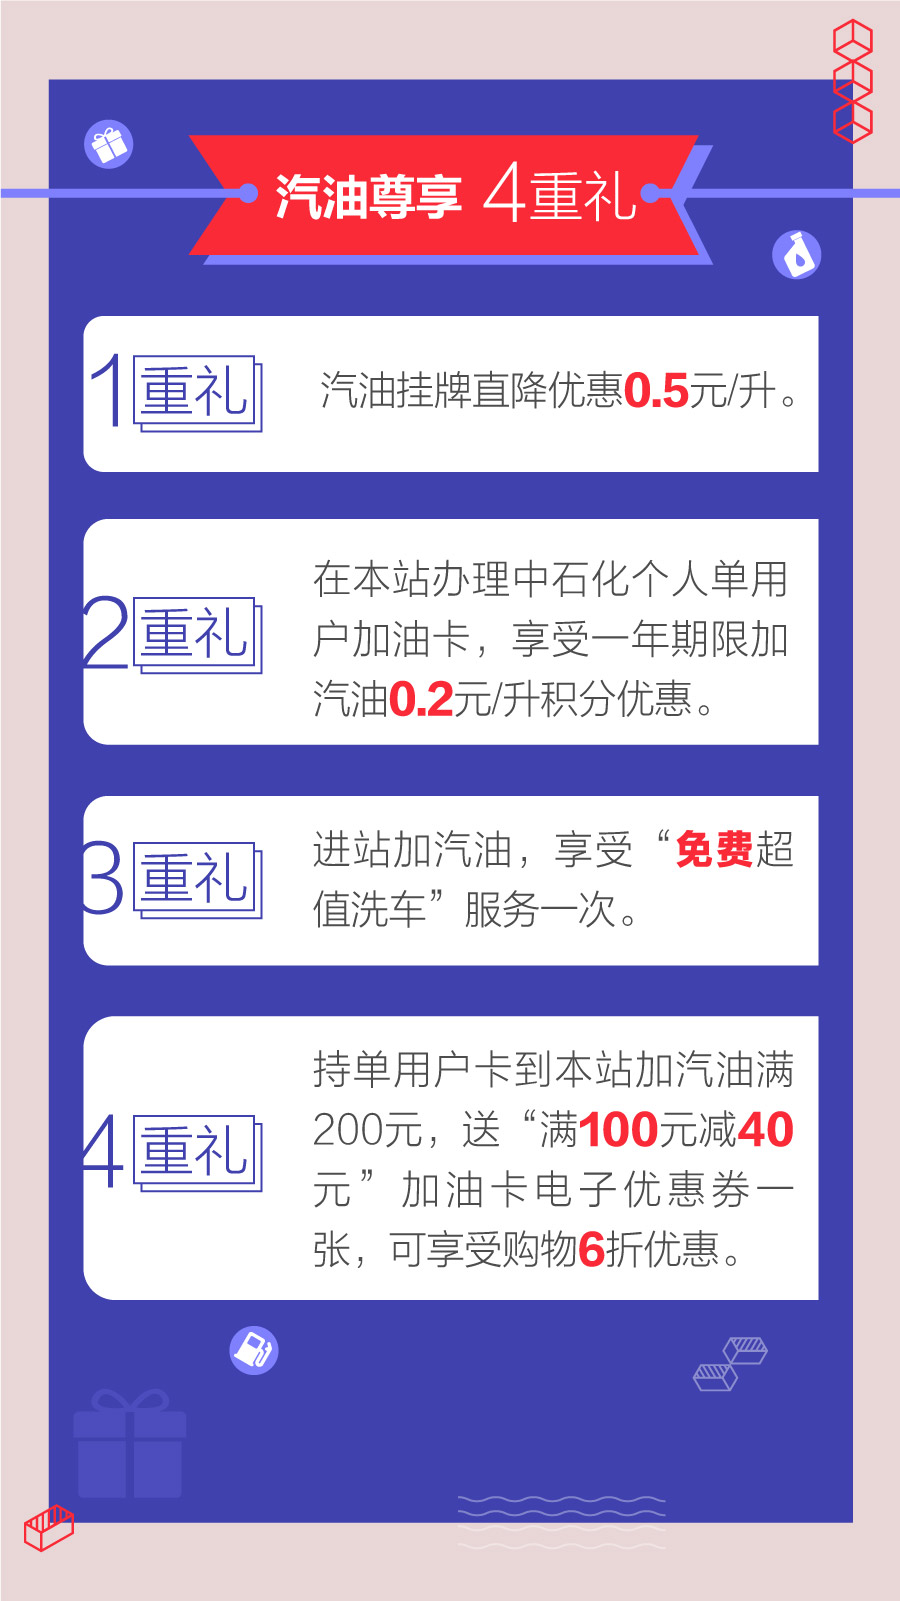 汽油尊享 4重礼
1重礼
汽油挂牌直降优惠0.5元/升。
2重礼
在本站办理中石化个人单用
户加油卡，享受一年期限加
汽油0.2元/升积分优惠。
3重礼
进站加汽油，享受“免费超
值洗车”服务一次。
4重礼
持单用户卡到本站加汽油满
200元，送“满100元减40
元”加油卡电子优惠券一
张，可享受购物6折优惠。